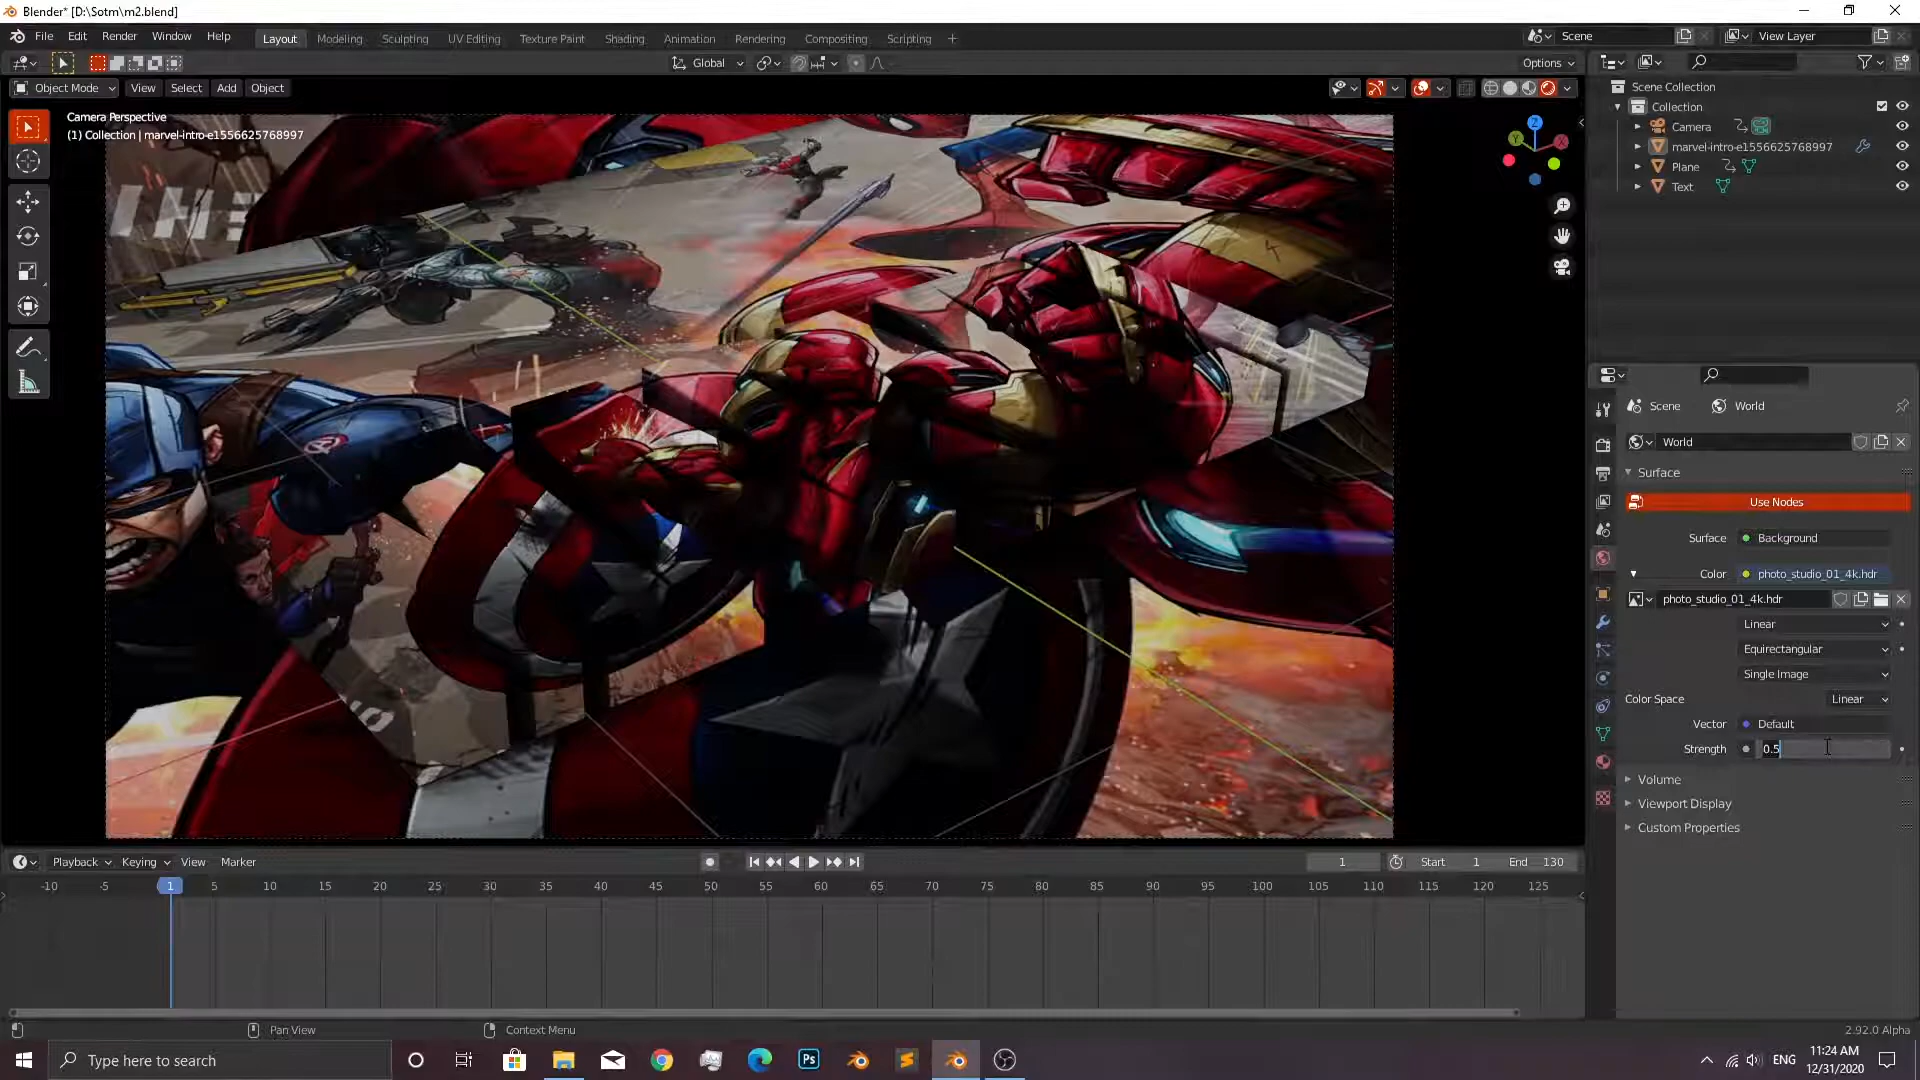 Blender* [D:\Sotm\m2.blend]
File Edit Render Window Help
Layout Modeling Sculpting UV Editing Texture Paint Shading Animation Rendering Compositing Scripting +
Scene
View Layer
Global
Options
Object Mode View Select Add Object
Camera Perspective
(1) Collection | marvel-intro-e1556625768997
Z
Y
X
Scene Collection
Collection
Camera
marvel-intro-e1556625768997
Plane
Text
Scene World
World
Surface
Use Nodes
Surface Background
Color photo_studio_01_4k.hdr
photo_studio_01_4k.hdr
Linear
Equirectangular
Single Image
Color Space Linear
Vector Default
Strength 0.5
Volume
Viewport Display
Custom Properties
Playback Keying View Marker
1 Start 1 End 130
-10 -5 1 5 10 15 20 25 30 35 40 45 50 55 60 65 70 75 80 85 90 95 100 105 110 115 120 125
Pan View
Context Menu
2.92.0 Alpha
Type here to search
Ps
ENG
11:24 AM
12/31/2020